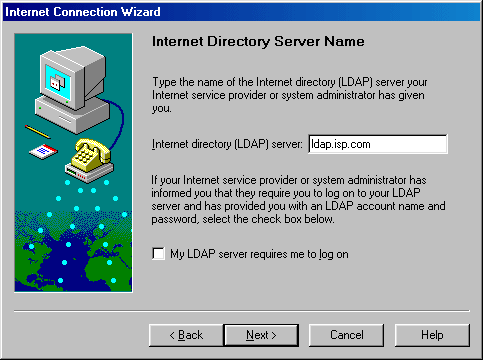 Internet Connection Wizard
Internet Directory Server Name
Type the name of the Internet directory (LDAP) server your
Internet service provider or system administrator has given
you.
Internet directory (LDAP) server: ldap.isp.com
If your Internet service provider or system administrator has
informed you that they require you to log on to your LDAP
server and has provided you with an LDAP account name and
password, select the check box below.
My LDAP server requires me to log on
< Back Next > Cancel Help